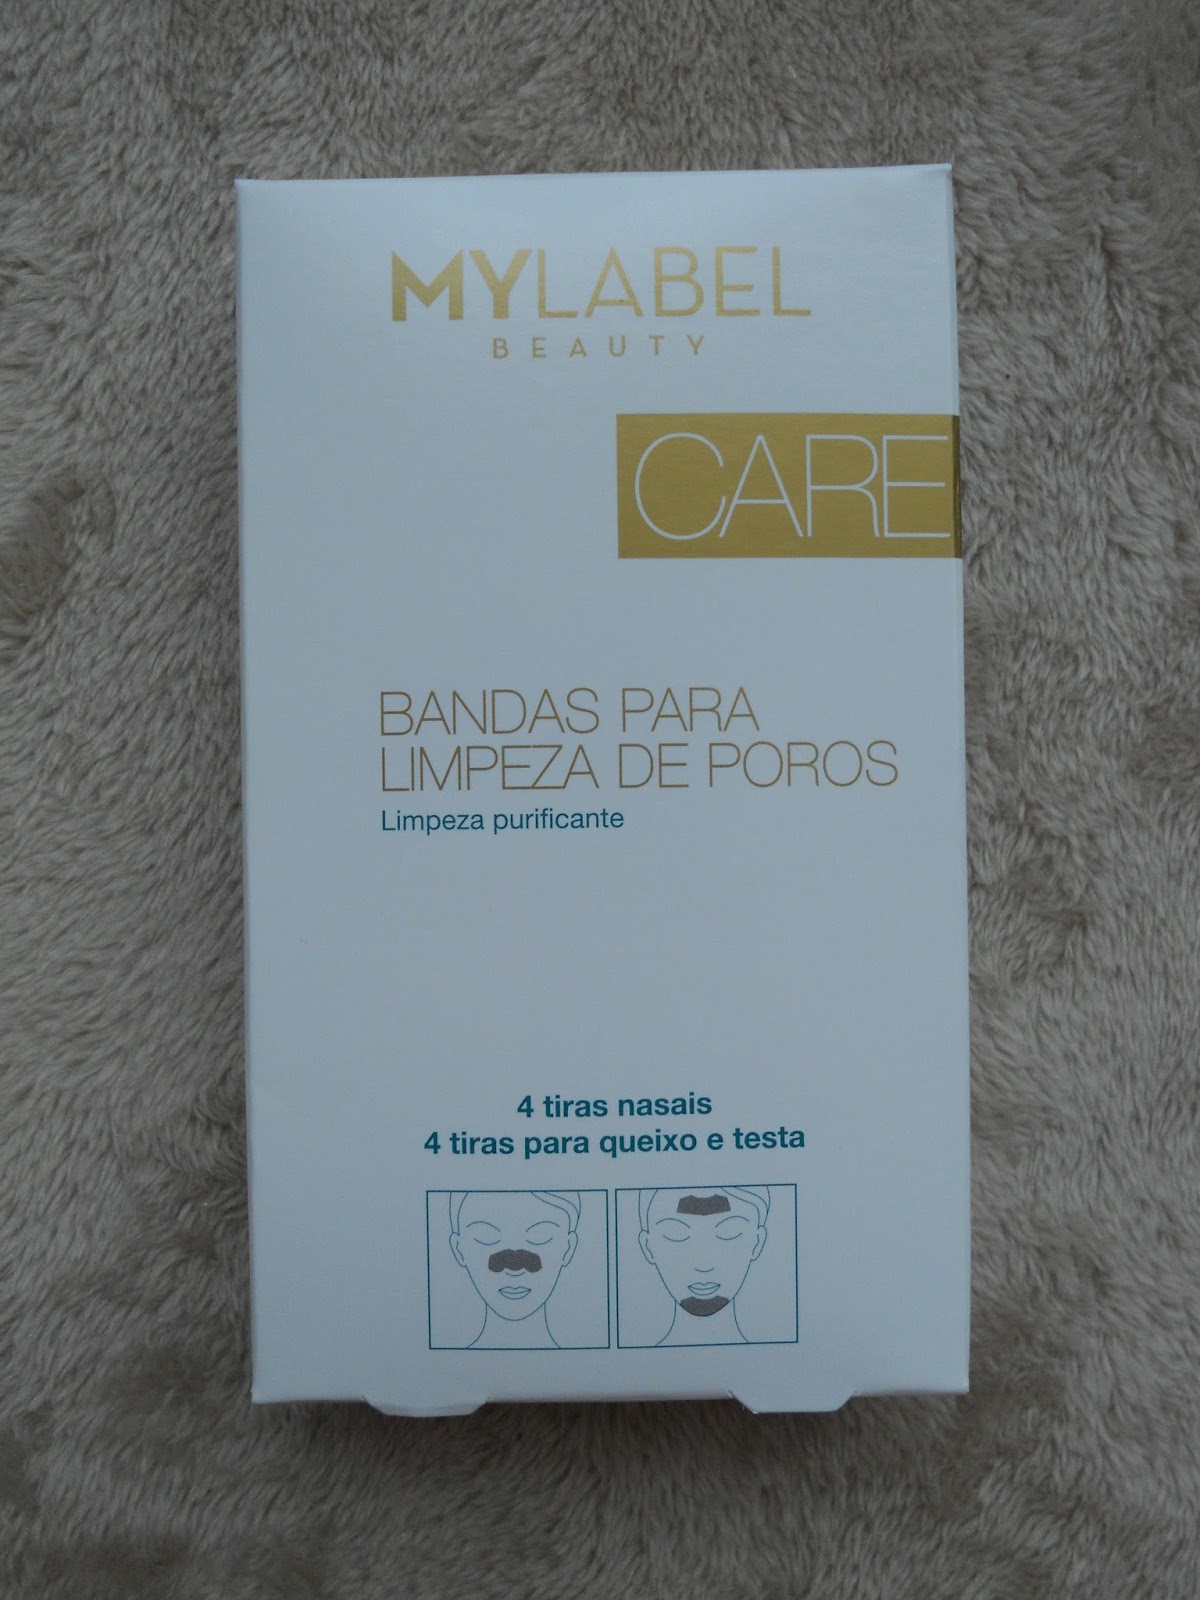 MYLABEL
BEAUTY
CARE
BANDAS PARA
LIMPEZA DE POROS
Limpeza purificante
4 tiras nasais
4 tiras para queixo e testa